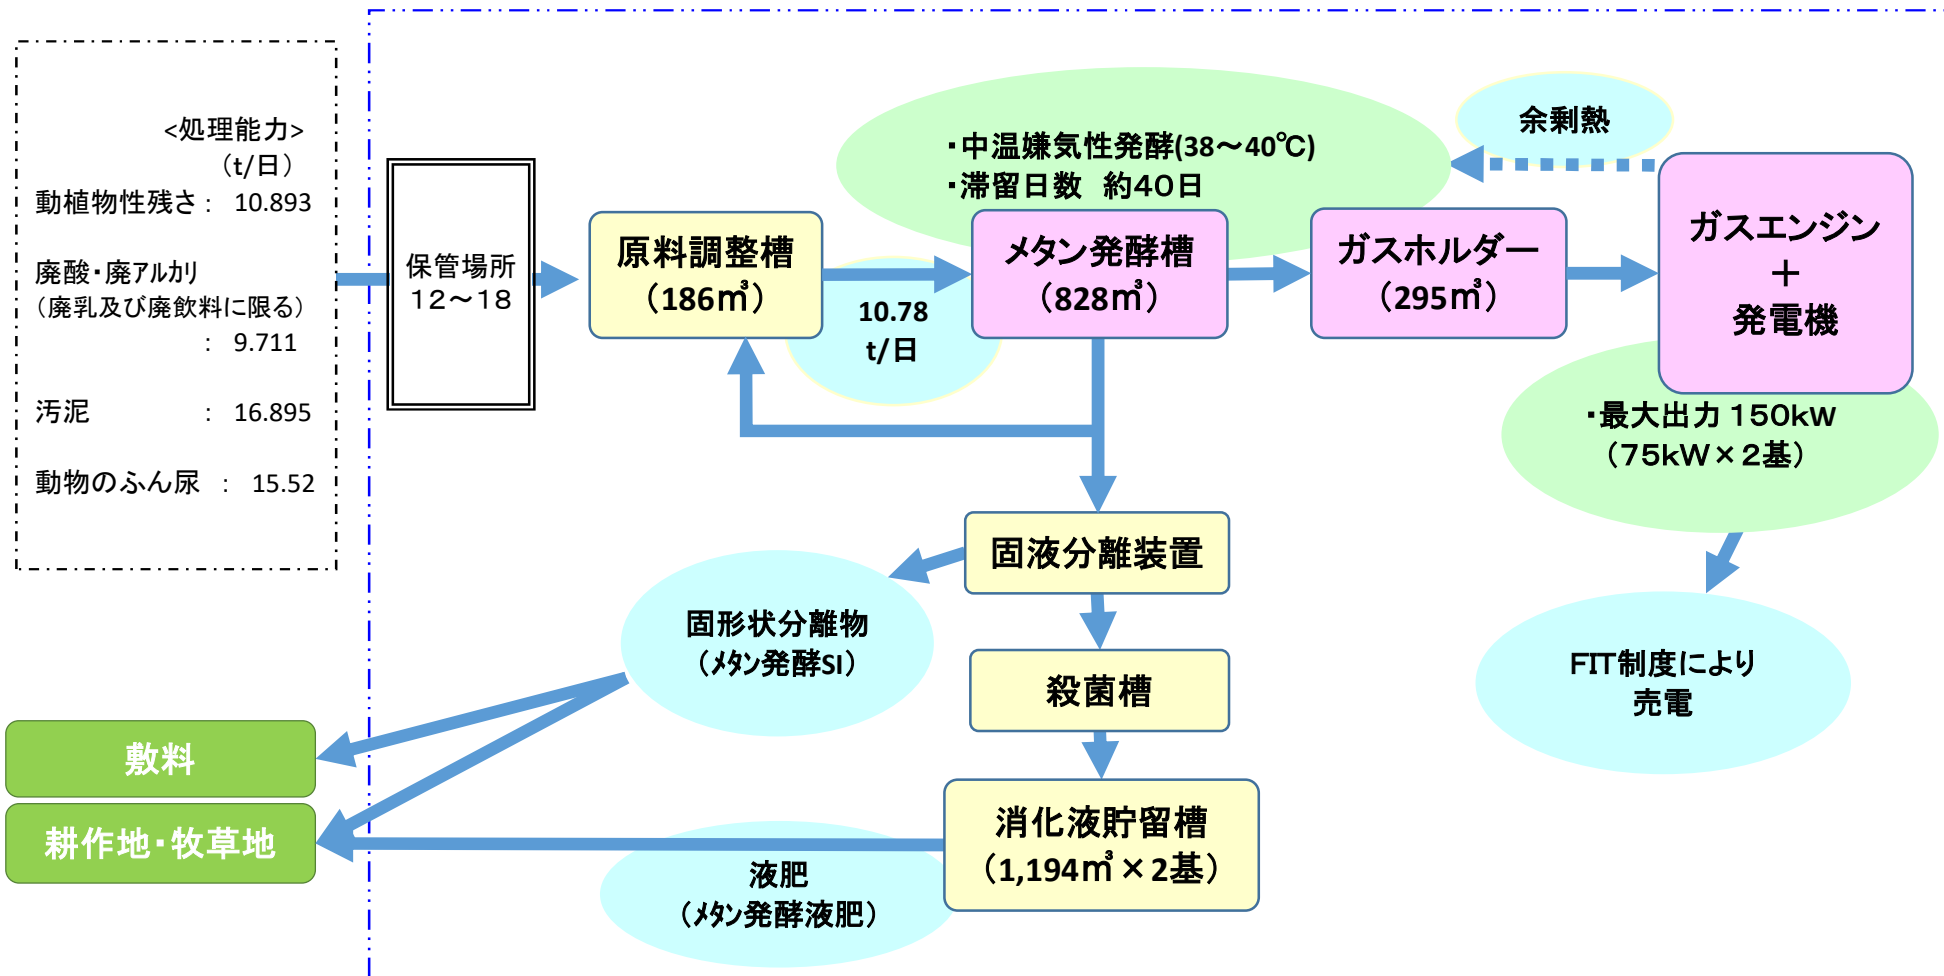 <処理能力>
（t/日）
動植物性残さ： 10.893
廃酸・廃ｱﾙｶﾘ
（廃乳及び廃飲料に限る）
： 9.711
汚泥 ： 16.895
動物のふん尿 ： 15.52
保管場所
１２～１８
原料調整槽
（186㎥）
10.78
t/日
・中温嫌気性発酵(38～40℃)
・滞留日数 約４０日
メタン発酵槽
（828㎥）
ガスホルダー
（295㎥）
余剰熱
ガスエンジン
＋
発電機
・最大出力 150kW
（７５ｋＷ×２基）
FIT制度により
売電
固液分離装置
固形状分離物
（ﾒﾀﾝ発酵SI）
殺菌槽
消化液貯留槽
（1,194㎥×2基）
液肥
（ﾒﾀﾝ発酵液肥）
敷料
耕作地・牧草地